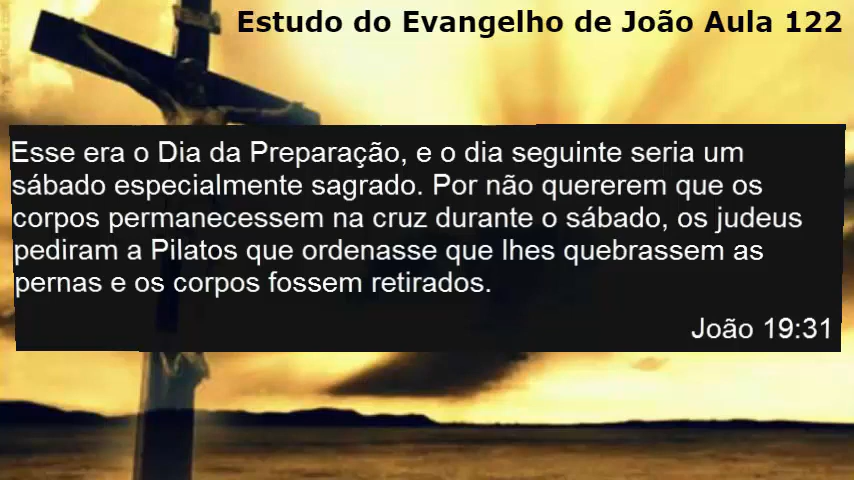 Estudo do Evangelho de João Aula 122
Esse era o Dia da Preparação, e o dia seguinte seria um
sábado especialmente sagrado. Por não quererem que os
corpos permanecessem na cruz durante o sábado, os judeus
pediram a Pilatos que ordenasse que lhes quebrassem as
pernas e os corpos fossem retirados.
João 19:31